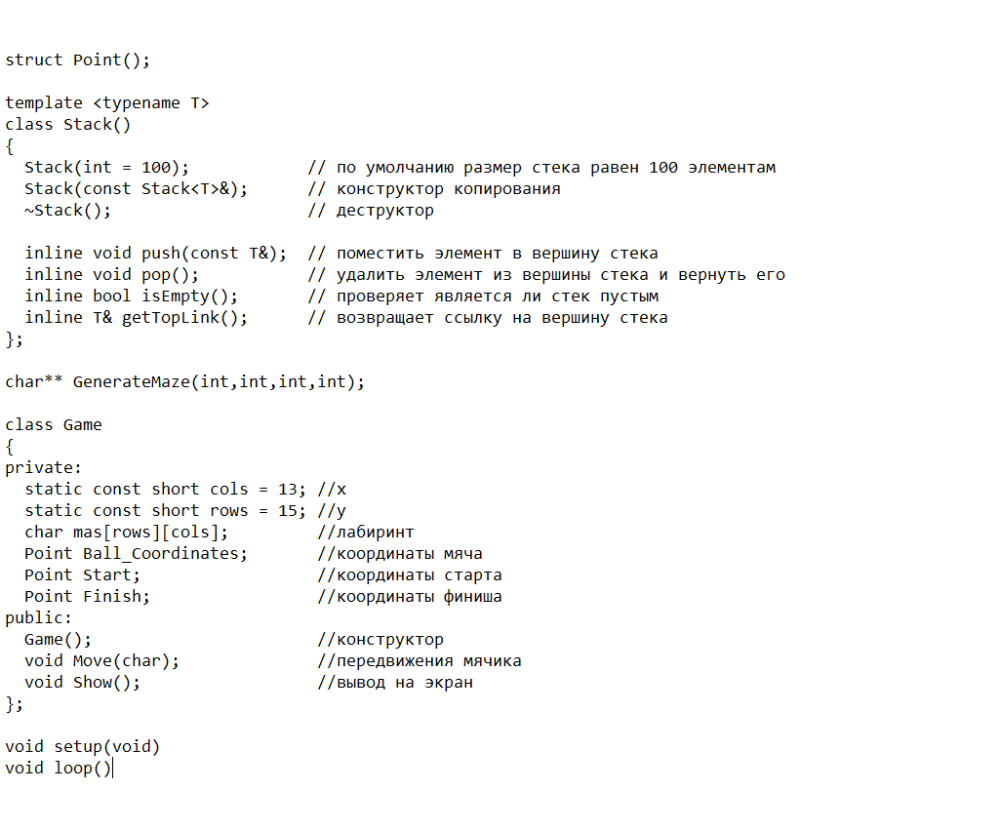 struct Point();
template <typename T>
class Stack()
{
Stack(int = 100); // по умолчанию размер стека равен 100 элементам
Stack(const Stack<T>&); // конструктор копирования
~Stack(); // деструктор
inline void push(const T&); // поместить элемент в вершину стека
inline void pop(); // удалить элемент из вершины стека и вернуть его
inline bool isEmpty(); // проверяет является ли стек пустым
inline T& getTopLink(); // возвращает ссылку на вершину стека
};
char** GenerateMaze(int,int,int,int);
class Game
{
private:
static const short cols = 13; //x
static const short rows = 15; //y
char mas[rows][cols]; //лабиринт
Point Ball_Coordinates; //координаты мяча
Point Start; //координаты старта
Point Finish; //координаты финиша
public:
Game(); //конструктор
void Move(char); //передвижения мячика
void Show(); //вывод на экран
};
void setup(void)
void loop()